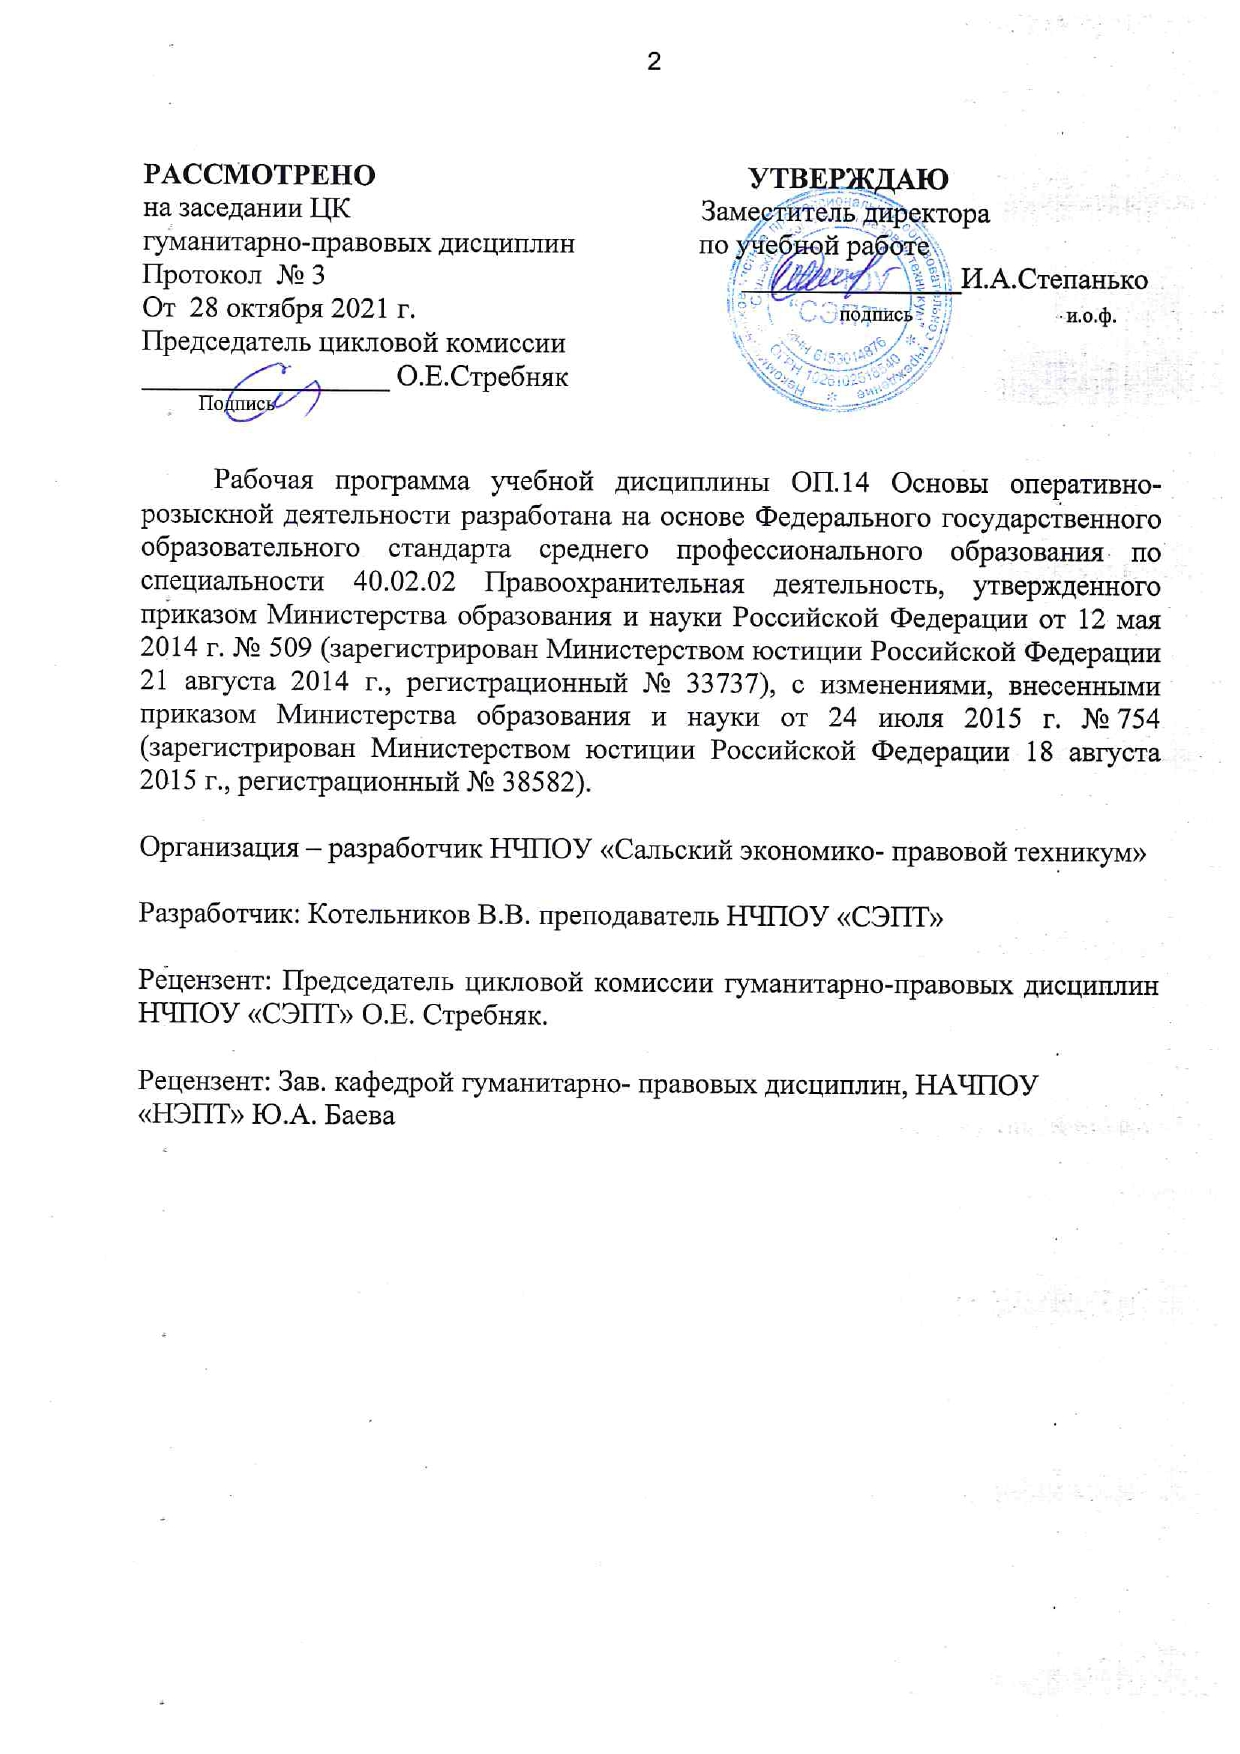 2
РАССМОТРЕНО
на заседании ЦК
гуманитарно-правовых дисциплин
Протокол № 3
От 28 октября 2021 г.
Председатель цикловой комиссии
О.Е.Стребняк
Подпись
УТВЕРЖДАЮ
Заместитель директора
по учебной работе
И.А.Степанько
подпись и.о.ф.
"СЭПТ"
ИНН 6153014876
Рабочая программа учебной дисциплины ОП.14 Основы оперативно-
розыскной деятельности разработана на основе Федерального государственного
образовательного стандарта среднего профессионального образования по
специальности 40.02.02 Правоохранительная деятельность, утвержденного
приказом Министерства образования и науки Российской Федерации от 12 мая
2014 г. № 509 (зарегистрирован Министерством юстиции Российской Федерации
21 августа 2014 г., регистрационный № 33737), с изменениями, внесенными
приказом Министерства образования и науки от 24 июля 2015 г. № 754
(зарегистрирован Министерством юстиции Российской Федерации 18 августа
2015 г., регистрационный № 38582).
Организация – разработчик НЧПОУ «Сальский экономико- правовой техникум»
Разработчик: Котельников В.В. преподаватель НЧПОУ «СЭПТ»
Рецензент: Председатель цикловой комиссии гуманитарно-правовых дисциплин
НЧПОУ «СЭПТ» О.Е. Стребняк.
Рецензент: Зав. кафедрой гуманитарно- правовых дисциплин, НАЧПОУ
«НЭПТ» Ю.А. Баева